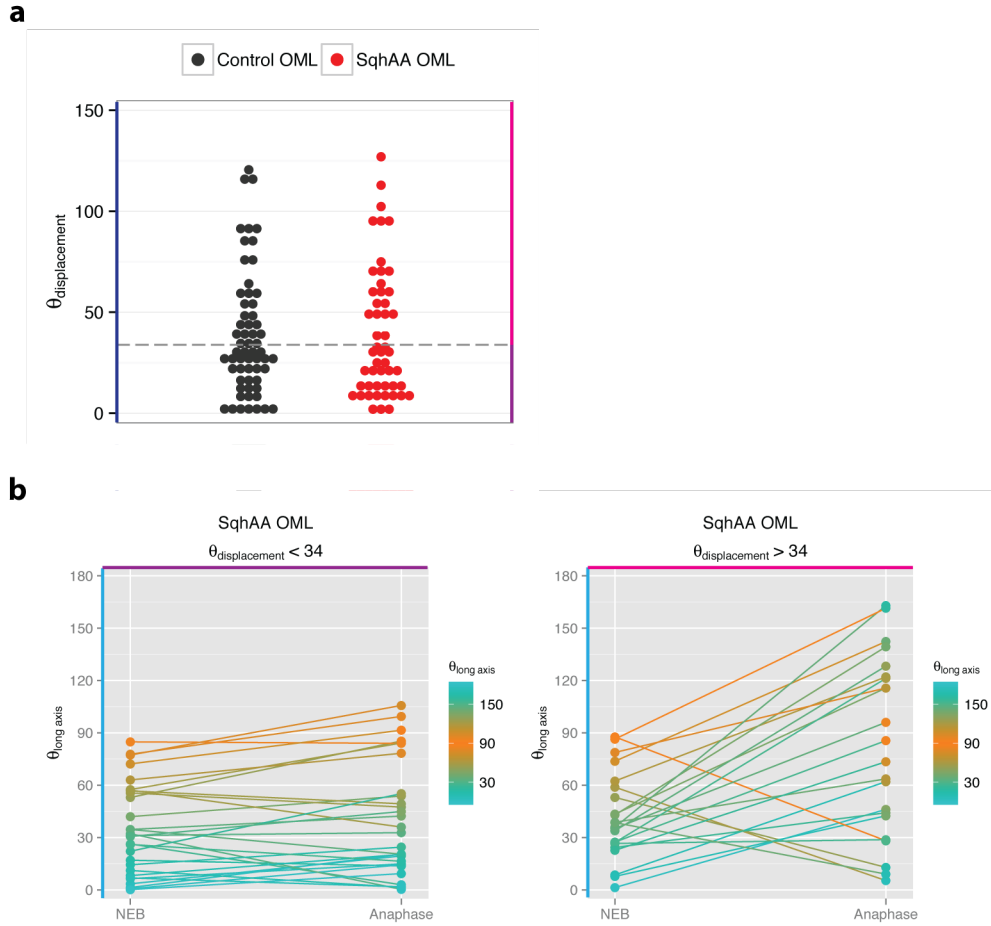 a
Control OML SqhAA OML
150
100
50
0
θdisplacement
b
SqhAA OML
θdisplacement < 34
180
150
120
90
60
30
0
θlong axis
NEB Anaphase
θlong axis
150
90
30
SqhAA OML
θdisplacement > 34
180
150
120
90
60
30
0
θlong axis
NEB Anaphase
θlong axis
150
90
30